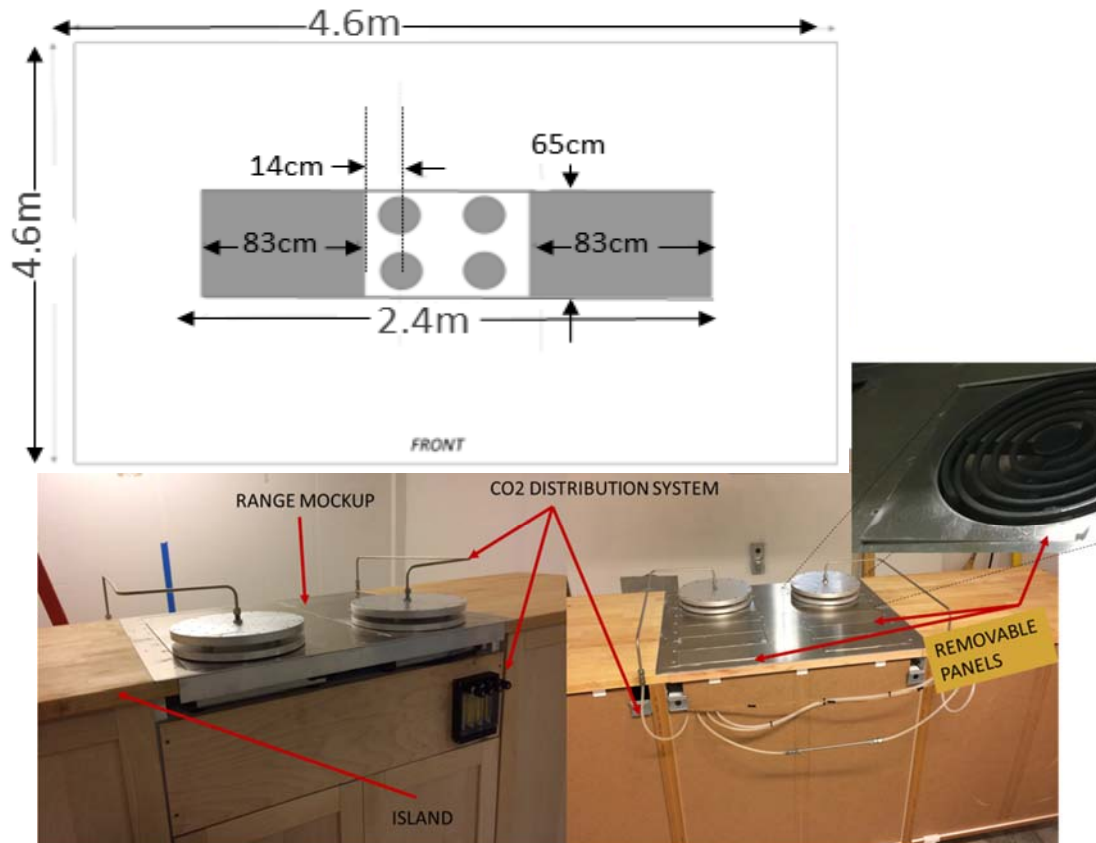 4.6m
4.6m
65cm
14cm
83cm
83cm
2.4m
FRONT
RANGE MOCKUP
CO2 DISTRIBUTION SYSTEM
REMOVABLE
PANELS
ISLAND